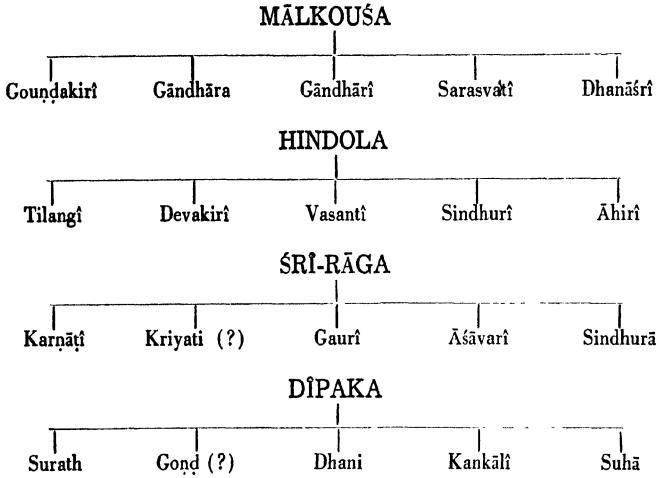 MĀLKOUŚA
Gouṇḍakirî Gāndhāra Gāndhārî Sarasvatî Dhanāśrî
HINDOLA
Tilangî Devakirî Vasantî Sindhurî Āhirî
ŚRÎ-RĀGA
Karṇāṭî Kriyati (?) Gaurî Āśāvarî Sindhurā
DÎPAKA
Surath Goṇḍ (?) Dhani Kankālî Suhā